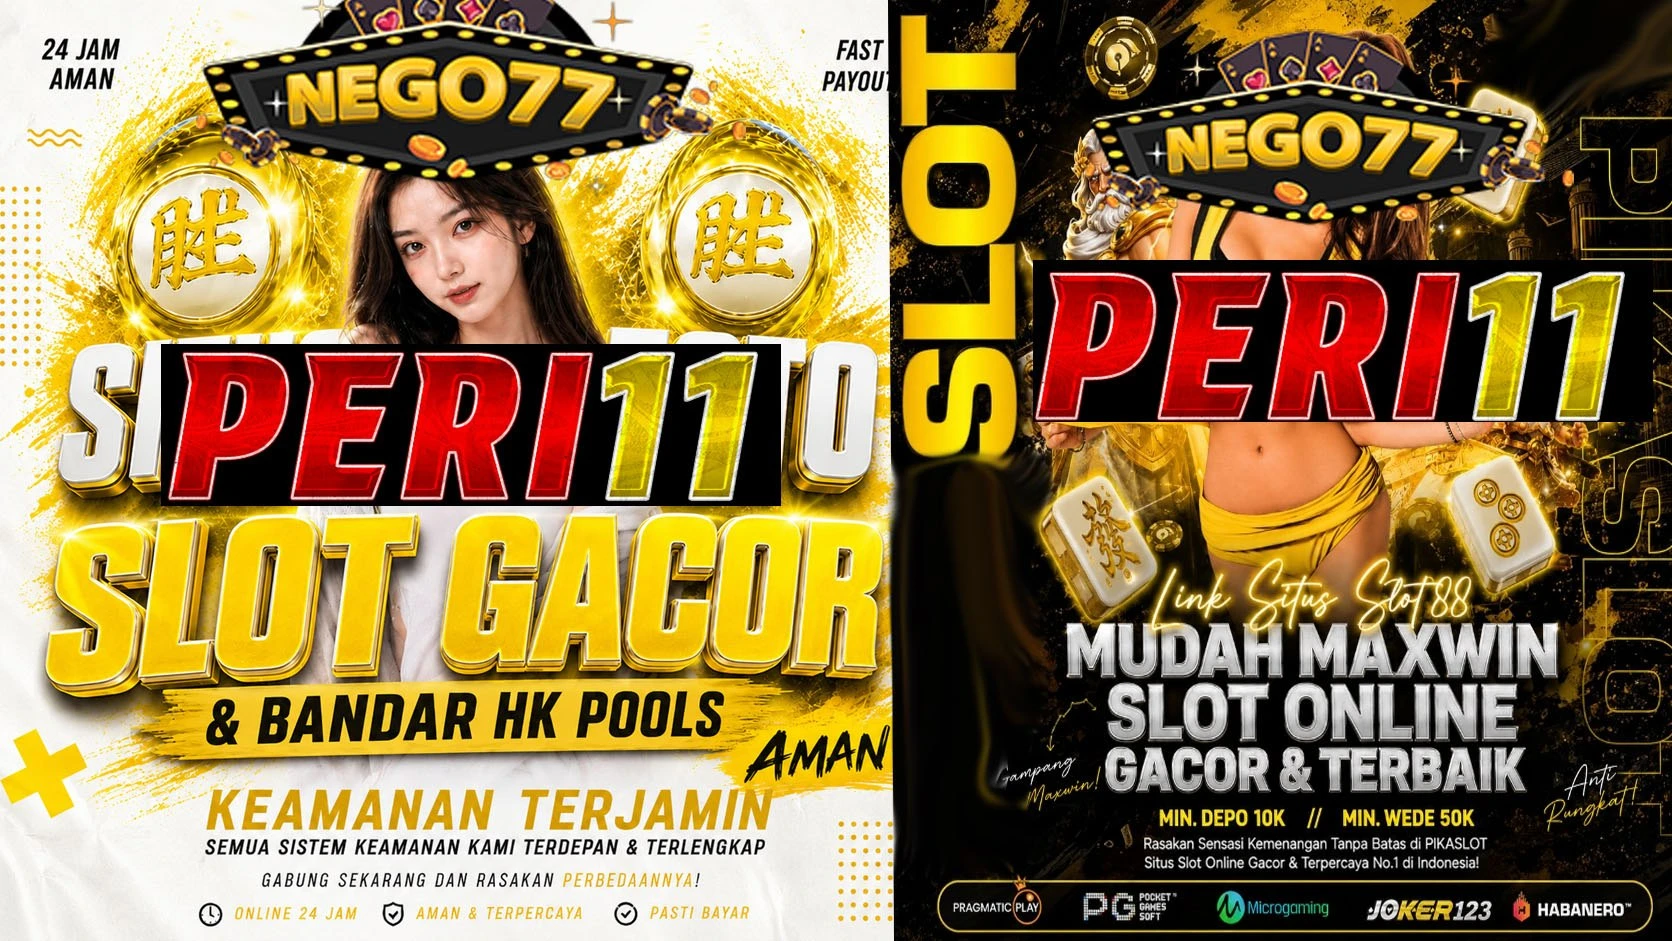 24 JAM
AMAN
FAST
PAYOUT
NEGO77
胜
胜
PERI11
SLOT GACOR
& BANDAR HK POOLS
AMAN
KEAMANAN TERJAMIN
SEMUA SISTEM KEAMANAN KAMI TERDEPAN & TERLENGKAP
GABUNG SEKARANG DAN RASAKAN PERBEDAANNYA!
ONLINE 24 JAM
AMAN & TERPERCAYA
PASTI BAYAR
SLOT
NEGO77
PERI11
發
Link Situs Slot88
MUDAH MAXWIN
SLOT ONLINE
GACOR & TERBAIK
Gampang
Maxwin!
Anti
Rungkat!
MIN. DEPO 10K // MIN. WEDE 50K
Rasakan Sensasi Kemenangan Tanpa Batas di PIKASLOT
Situs Slot Online Gacor & Terpercaya No.1 di Indonesia!
PRAGMATIC PLAY
PG POCKET GAMES SOFT
Microgaming
JOKER123
HABANERO™